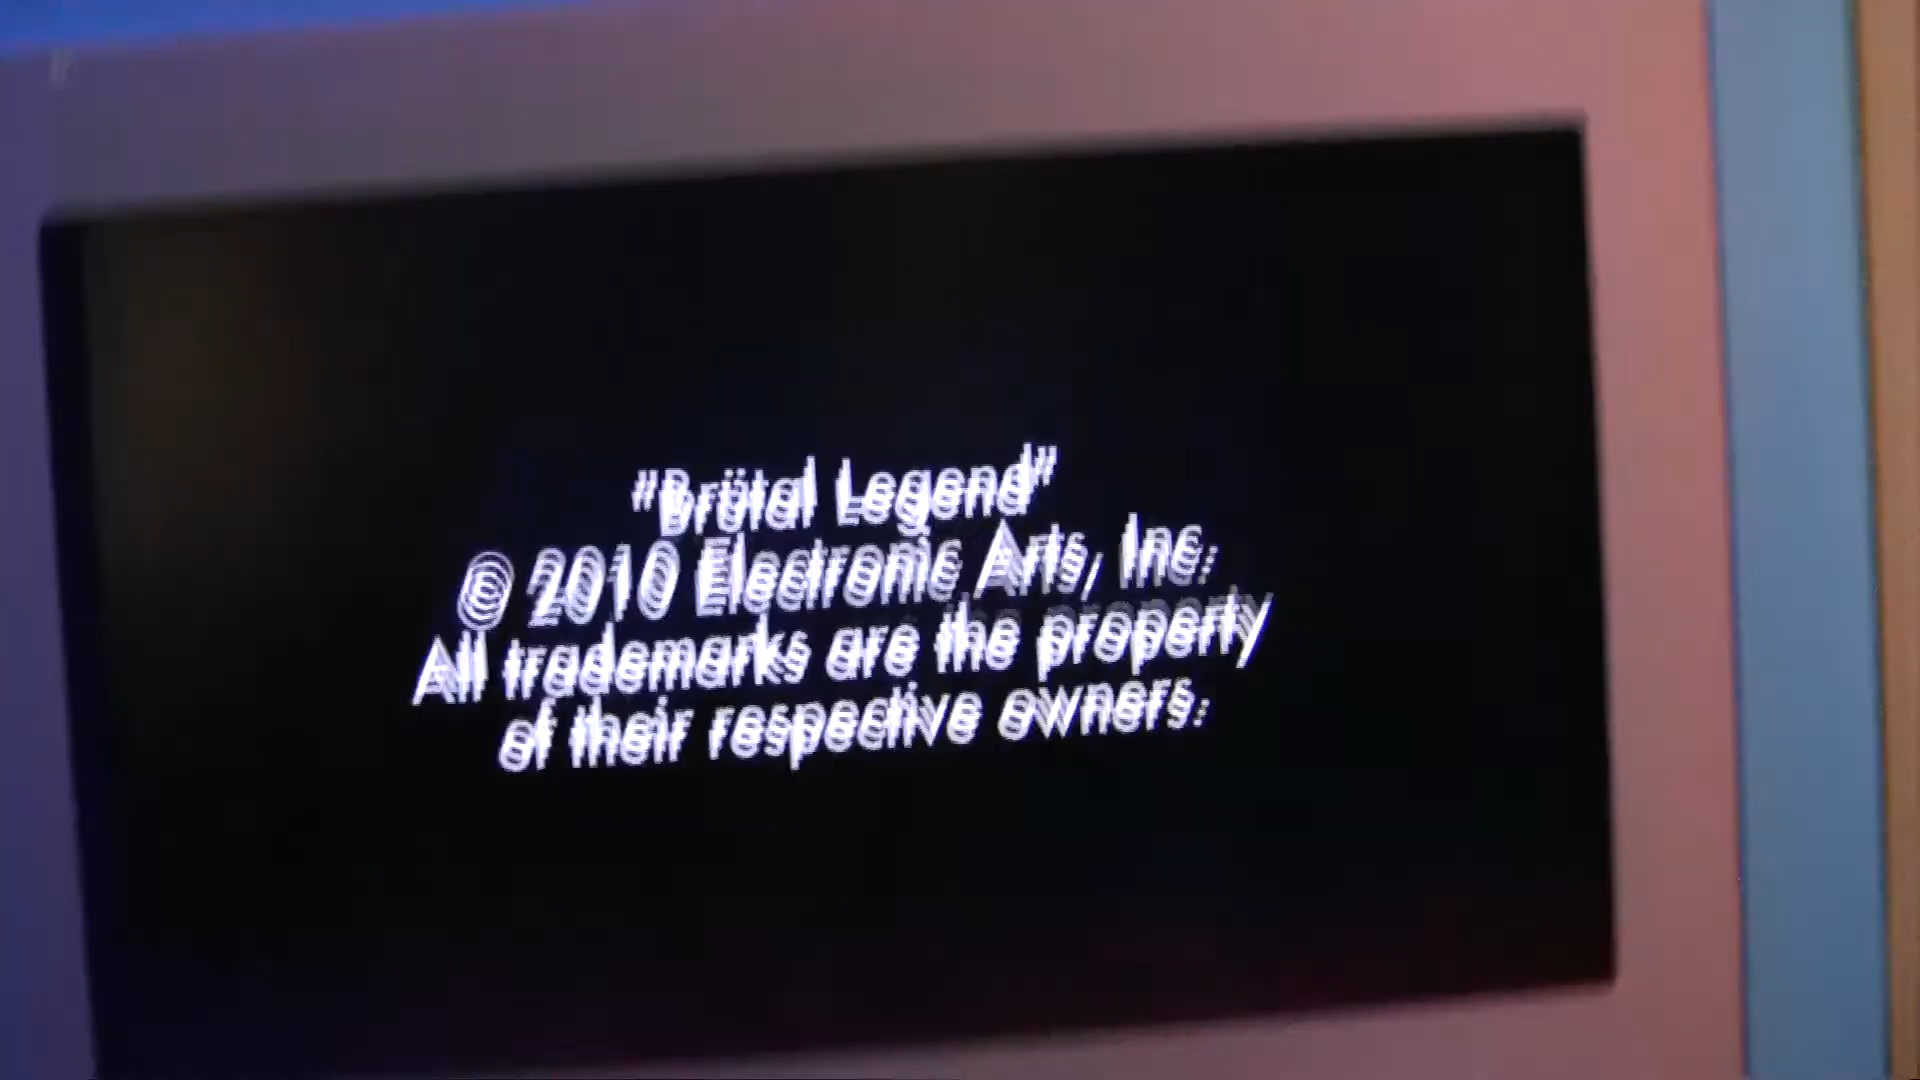 "Brütal Legend"
© 2010 Electronic Arts, Inc.
All trademarks are the property
of their respective owners.